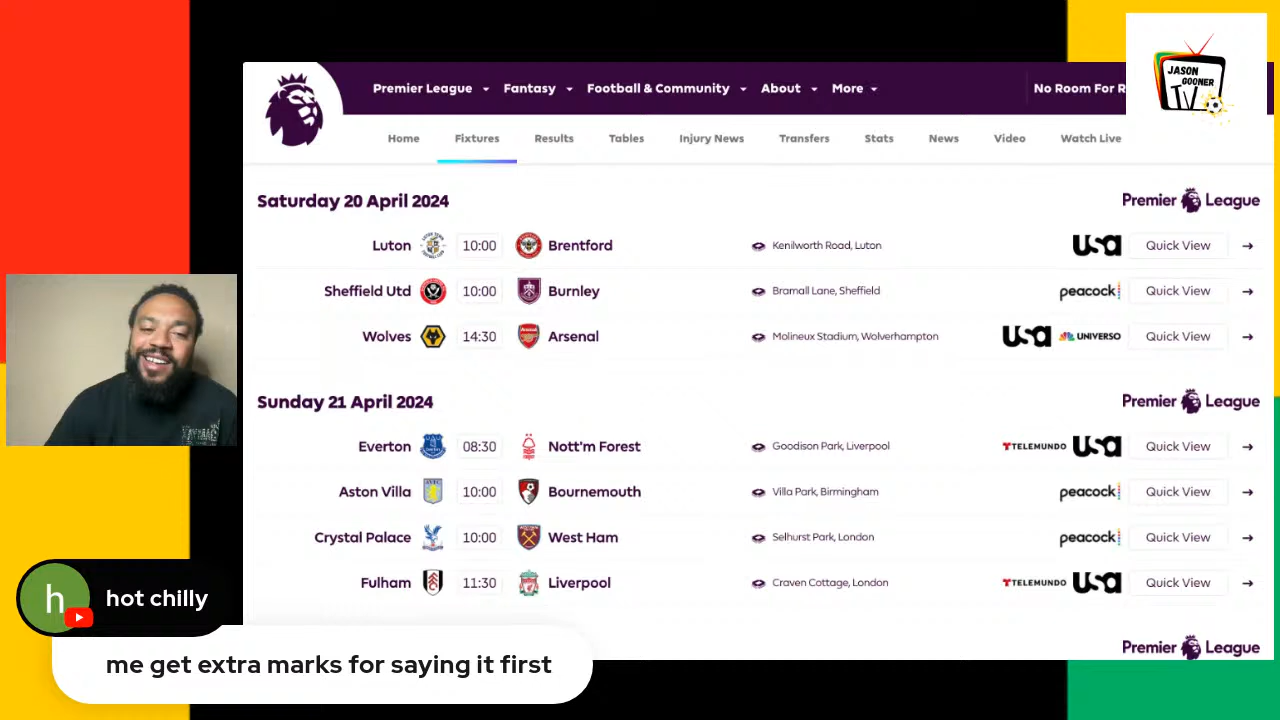 Premier League Fantasy Football & Community About More No Room For R
JASON
GOONER
TV
Home Fixtures Results Tables Injury News Transfers Stats News Video Watch Live
Saturday 20 April 2024 Premier League
Luton 10:00 Brentford Kenilworth Road, Luton USA Quick View →
Sheffield Utd 10:00 Burnley Bramall Lane, Sheffield peacock Quick View →
Wolves 14:30 Arsenal Molineux Stadium, Wolverhampton USA UNIVERSO Quick View →
Sunday 21 April 2024 Premier League
Everton 08:30 Nott'm Forest Goodison Park, Liverpool TELEMUNDO USA Quick View →
Aston Villa 10:00 Bournemouth Villa Park, Birmingham peacock Quick View →
Crystal Palace 10:00 West Ham Selhurst Park, London peacock Quick View →
Fulham 11:30 Liverpool Craven Cottage, London TELEMUNDO USA Quick View →
Premier League
h hot chilly
me get extra marks for saying it first